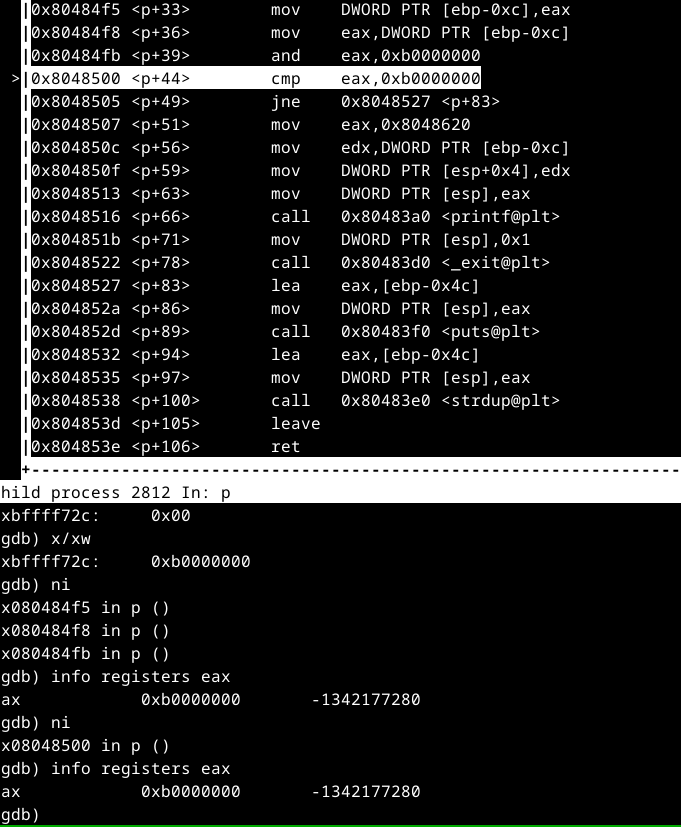 |0x80484f5 <p+33> mov DWORD PTR [ebp-0xc],eax
|0x80484f8 <p+36> mov eax,DWORD PTR [ebp-0xc]
|0x80484fb <p+39> and eax,0xb0000000
>|0x8048500 <p+44> cmp eax,0xb0000000
|0x8048505 <p+49> jne 0x8048527 <p+83>
|0x8048507 <p+51> mov eax,0x8048620
|0x804850c <p+56> mov edx,DWORD PTR [ebp-0xc]
|0x804850f <p+59> mov DWORD PTR [esp+0x4],edx
|0x8048513 <p+63> mov DWORD PTR [esp],eax
|0x8048516 <p+66> call 0x80483a0 <printf@plt>
|0x804851b <p+71> mov DWORD PTR [esp],0x1
|0x8048522 <p+78> call 0x80483d0 <_exit@plt>
|0x8048527 <p+83> lea eax,[ebp-0x4c]
|0x804852a <p+86> mov DWORD PTR [esp],eax
|0x804852d <p+89> call 0x80483f0 <puts@plt>
|0x8048532 <p+94> lea eax,[ebp-0x4c]
|0x8048535 <p+97> mov DWORD PTR [esp],eax
|0x8048538 <p+100> call 0x80483e0 <strdup@plt>
|0x804853d <p+105> leave
|0x804853e <p+106> ret
+-----------------------------------------------------------------
hild process 2812 In: p
xbffff72c: 0x00
gdb) x/xw
xbffff72c: 0xb0000000
gdb) ni
x080484f5 in p ()
x080484f8 in p ()
x080484fb in p ()
gdb) info registers eax
ax 0xb0000000 -1342177280
gdb) ni
x08048500 in p ()
gdb) info registers eax
ax 0xb0000000 -1342177280
gdb)